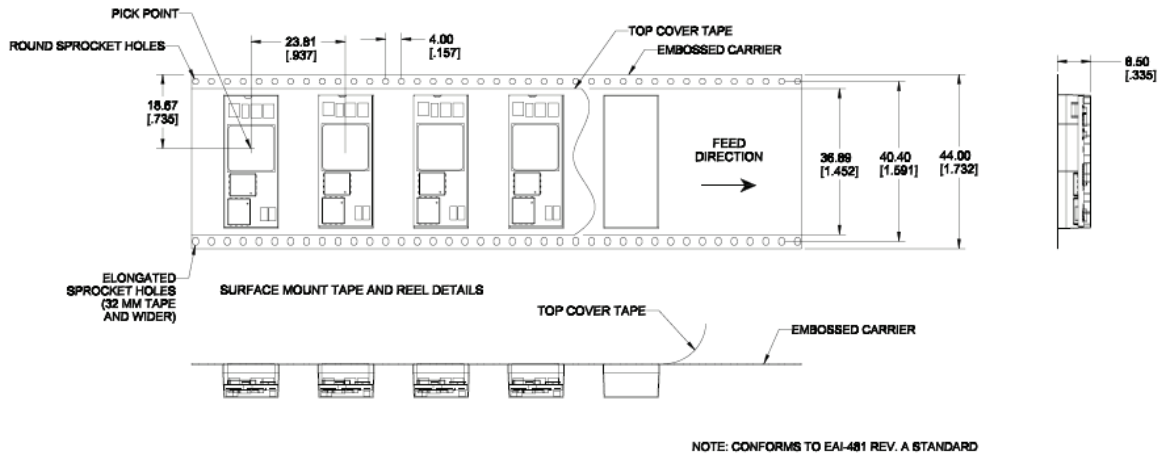 PICK POINT
ROUND SPROCKET HOLES
23.81
[.937]
4.00
[.157]
TOP COVER TAPE
EMBOSSED CARRIER
8.50
[.335]
18.67
[.735]
FEED
DIRECTION
36.89
[1.452]
40.40
[1.591]
44.00
[1.732]
ELONGATED
SPROCKET HOLES
(32 MM TAPE
AND WIDER)
SURFACE MOUNT TAPE AND REEL DETAILS
TOP COVER TAPE
EMBOSSED CARRIER
NOTE: CONFORMS TO EAI-481 REV. A STANDARD